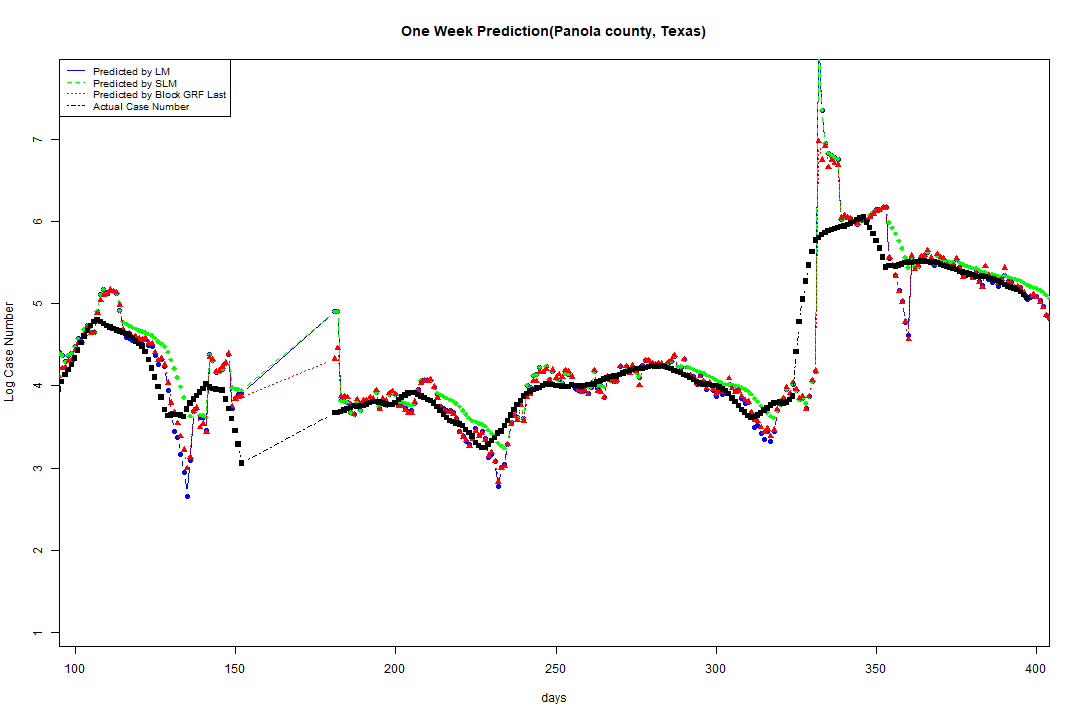 One Week Prediction(Panola county, Texas)
Predicted by LM
Predicted by SLM
Predicted by Block GRF Last
Actual Case Number
Log Case Number
7
6
5
4
3
2
1
100 150 200 250 300 350 400
days